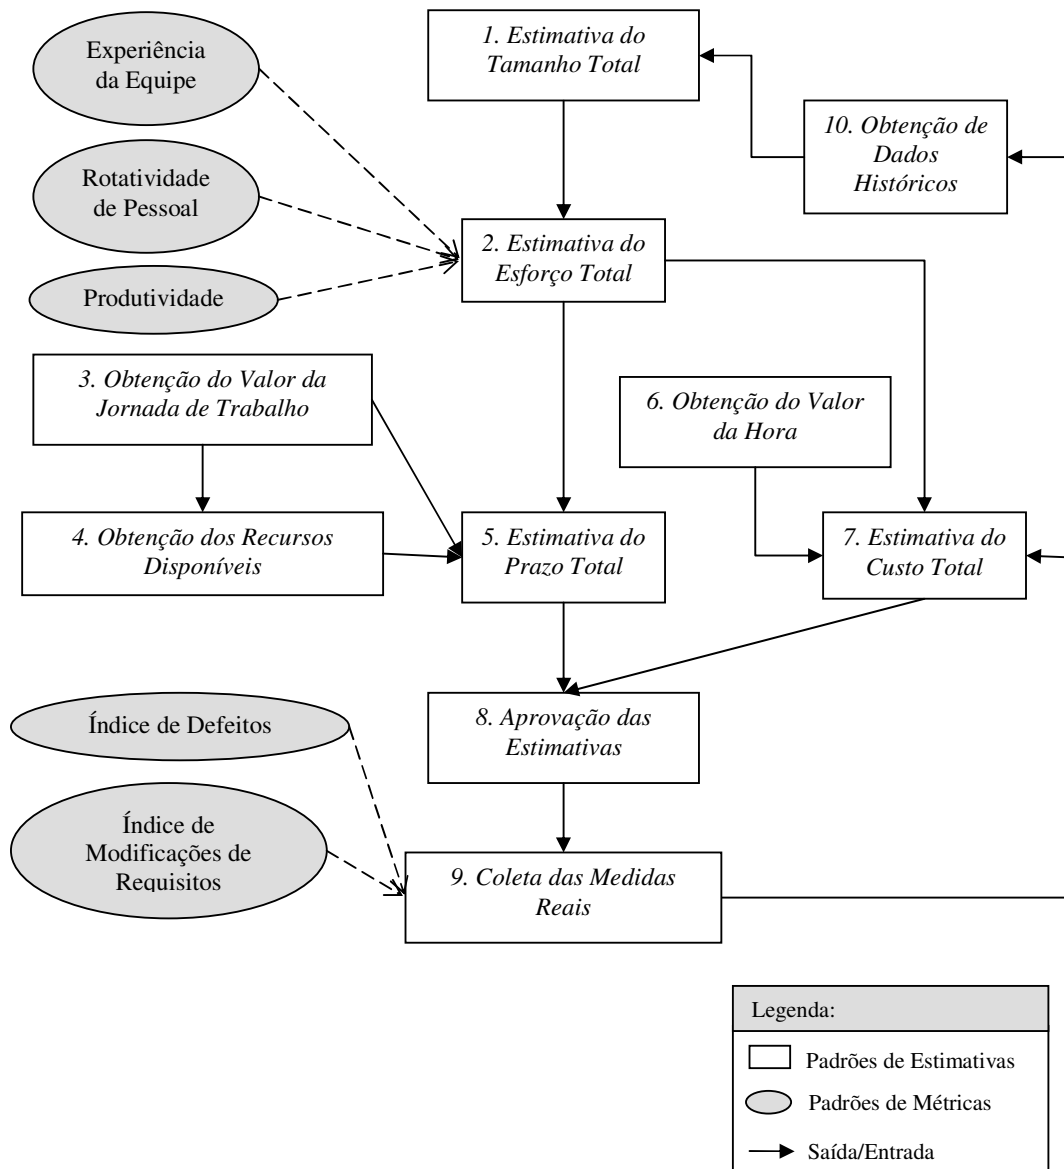 Experiência
da Equipe
1. Estimativa do
Tamanho Total
10. Obtenção de
Dados
Históricos
Rotatividade
de Pessoal
2. Estimativa do
Esforço Total
Produtividade
3. Obtenção do Valor da
Jornada de Trabalho
6. Obtenção do Valor
da Hora
4. Obtenção dos Recursos
Disponíveis
5. Estimativa do
Prazo Total
7. Estimativa do
Custo Total
Índice de Defeitos
8. Aprovação das
Estimativas
Índice de
Modificações de
Requisitos
9. Coleta das Medidas
Reais
Legenda:
Padrões de Estimativas
Padrões de Métricas
Saída/Entrada